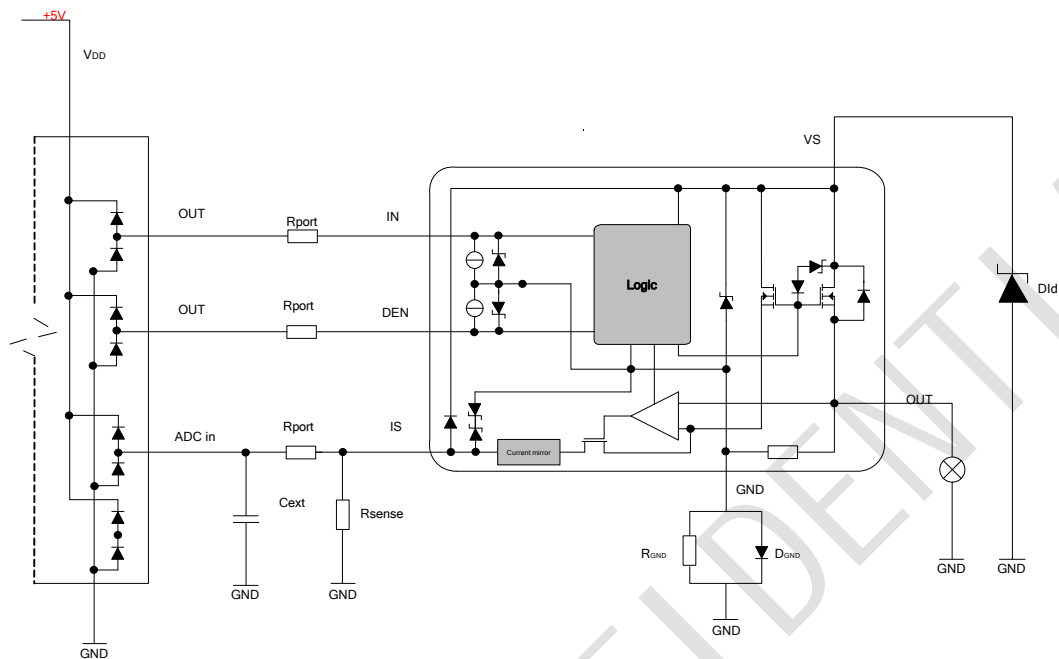 +5V
VDD
VS
OUT
Rport
IN
Logic
Dld
OUT
Rport
DEN
OUT
ADC in
Rport
IS
Current mirror
GND
Cext
Rsense
RGND
DGND
GND
GND
GND
GND
GND
GND
FIDENT